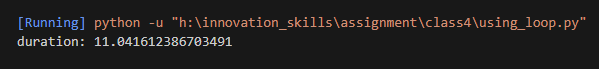 [Running] python -u "h:\innovation_skills\assignment\class4\using_loop.py"
duration: 11.041612386703491